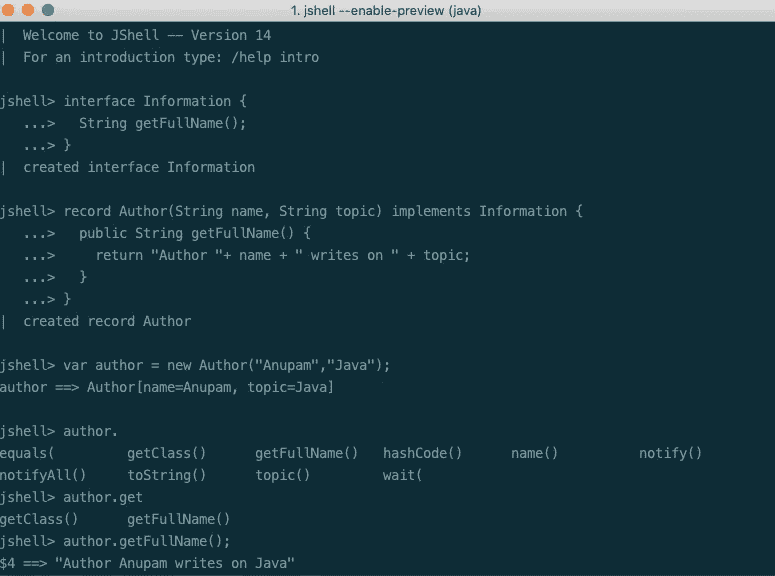 1. jshell --enable-preview (java)
| Welcome to JShell -- Version 14
| For an introduction type: /help intro
jshell> interface Information {
...> String getFullName();
...> }
| created interface Information
jshell> record Author(String name, String topic) implements Information {
...> public String getFullName() {
...> return "Author "+ name + " writes on " + topic;
...> }
...> }
| created record Author
jshell> var author = new Author("Anupam","Java");
author ==> Author[name=Anupam, topic=Java]
jshell> author.
equals( getClass() getFullName() hashCode() name() notify()
notifyAll() toString() topic() wait(
jshell> author.get
getClass() getFullName()
jshell> author.getFullName();
$4 ==> "Author Anupam writes on Java"